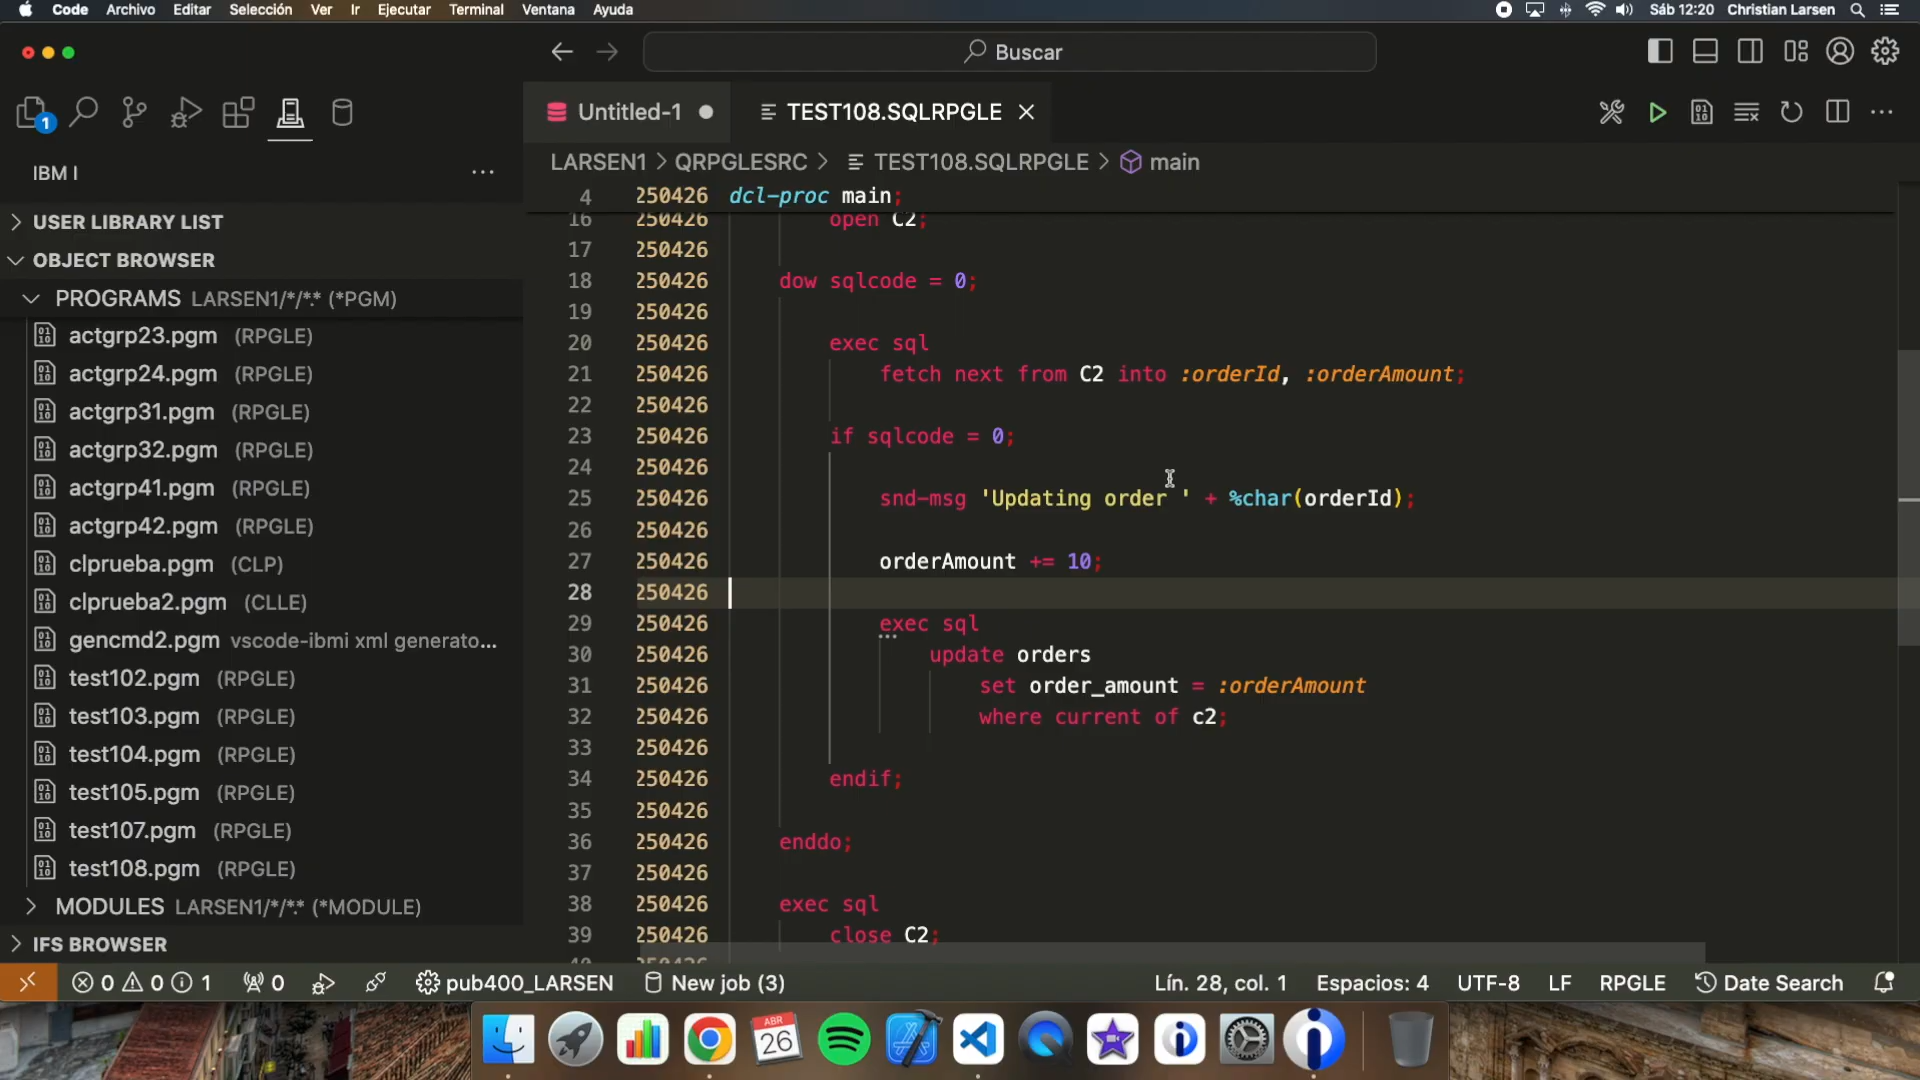 Code Archivo Editar Selección Ver Ir Ejecutar Terminal Ventana Ayuda Sáb 12:20 Christian Larsen
Buscar
1
Untitled-1 TEST108.SQLRPGLE
IBM I
LARSEN1 > QRPGLESRC > TEST108.SQLRPGLE > main
USER LIBRARY LIST
OBJECT BROWSER
PROGRAMS LARSEN1/*/*.* (*PGM)
actgrp23.pgm (RPGLE)
actgrp24.pgm (RPGLE)
actgrp31.pgm (RPGLE)
actgrp32.pgm (RPGLE)
actgrp41.pgm (RPGLE)
actgrp42.pgm (RPGLE)
clprueba.pgm (CLP)
clprueba2.pgm (CLLE)
gencmd2.pgm vscode-ibmi xml generato...
test102.pgm (RPGLE)
test103.pgm (RPGLE)
test104.pgm (RPGLE)
test105.pgm (RPGLE)
test107.pgm (RPGLE)
test108.pgm (RPGLE)
MODULES LARSEN1/*/*.* (*MODULE)
IFS BROWSER
4 250426 dcl-proc main;
16 250426 open C2;
17 250426
18 250426 dow sqlcode = 0;
19 250426
20 250426 exec sql
21 250426 fetch next from C2 into :orderId, :orderAmount;
22 250426
23 250426 if sqlcode = 0;
24 250426
25 250426 snd-msg 'Updating order ' + %char(orderId);
26 250426
27 250426 orderAmount += 10;
28 250426
29 250426 exec sql
30 250426 update orders
31 250426 set order_amount = :orderAmount
32 250426 where current of c2;
33 250426
34 250426 endif;
35 250426
36 250426 enddo;
37 250426
38 250426 exec sql
39 250426 close C2;
0 0 1 0 pub400_LARSEN New job (3) Lín. 28, col. 1 Espacios: 4 UTF-8 LF RPGLE Date Search
ABR
26